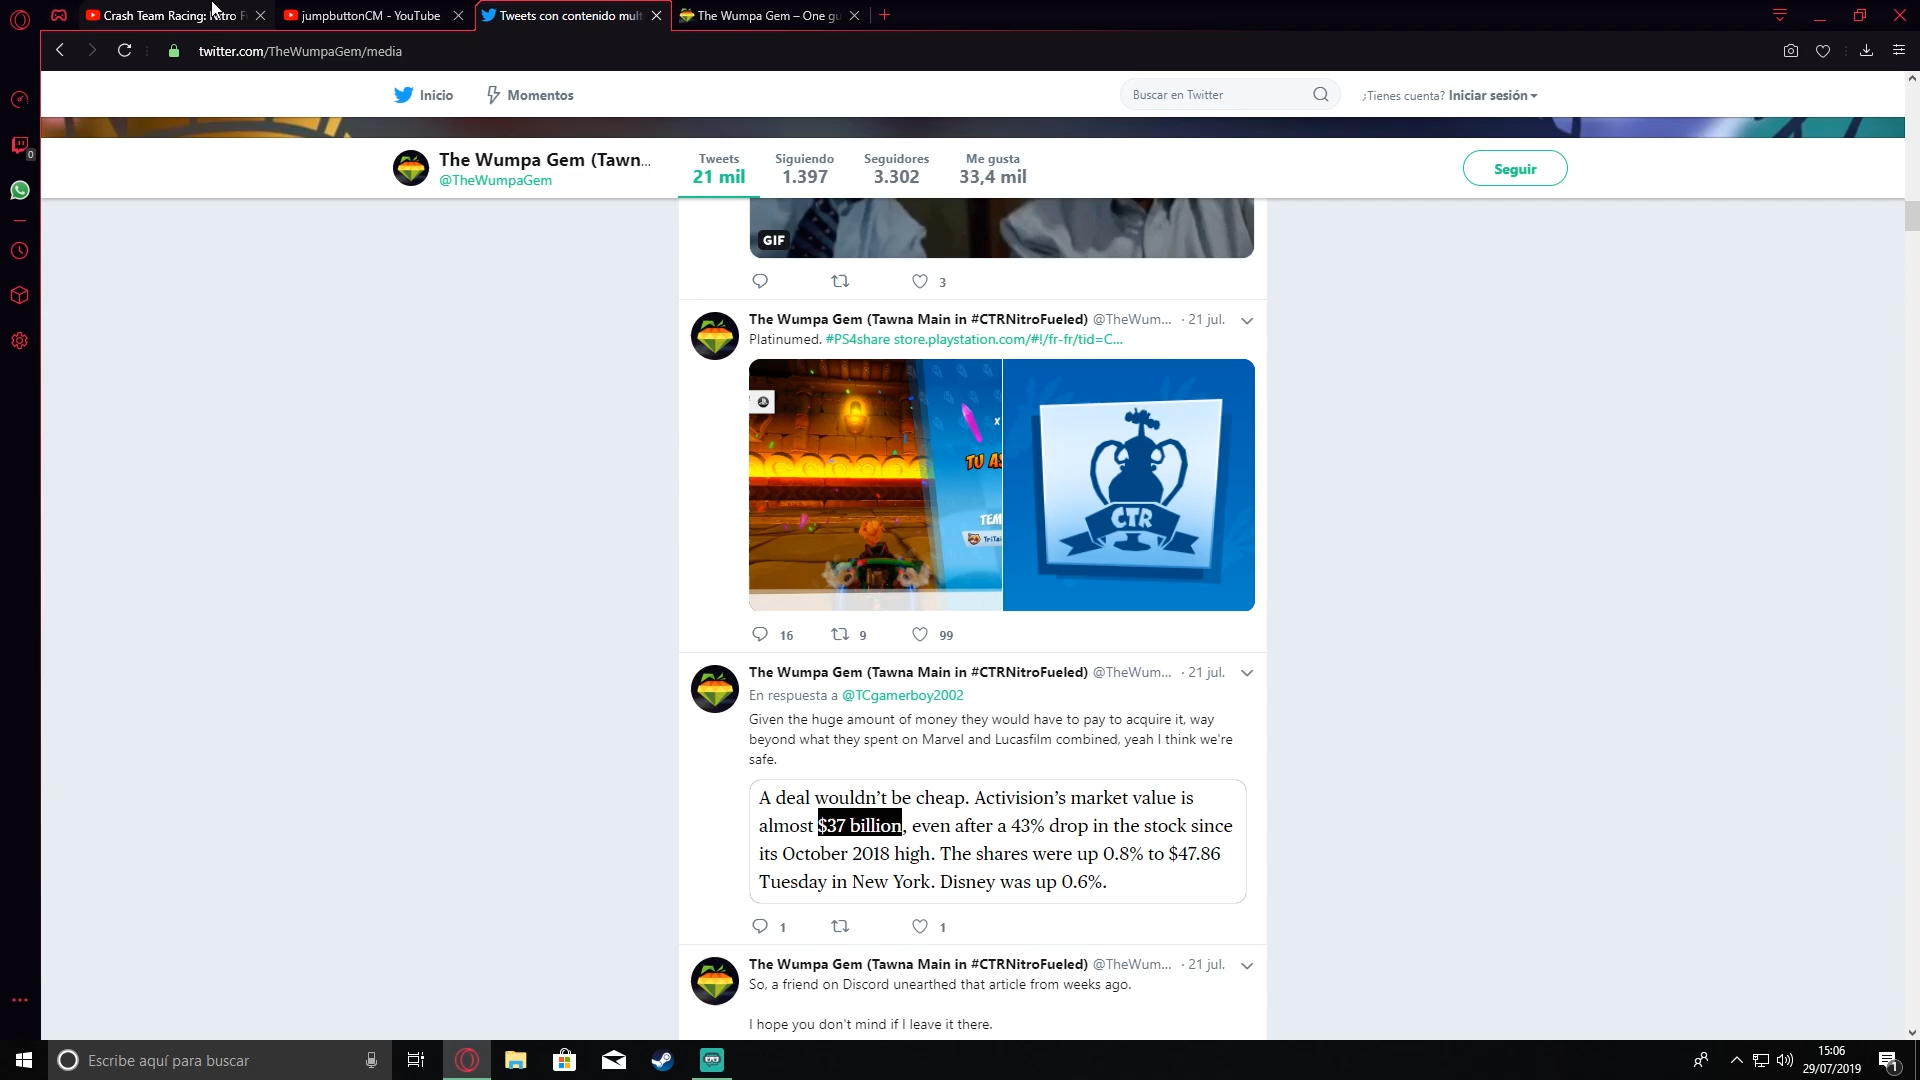 Crash Team Racing: Nitro F
jumpbuttonCM - YouTube
Tweets con contenido mult
The Wumpa Gem – One gu
twitter.com/TheWumpaGem/media
0
Inicio
Momentos
Buscar en Twitter
¿Tienes cuenta? Iniciar sesión
The Wumpa Gem (Tawn...
@TheWumpaGem
Tweets
21 mil
Siguiendo
1.397
Seguidores
3.302
Me gusta
33,4 mil
Seguir
GIF
3
The Wumpa Gem (Tawna Main in #CTRNitroFueled) @TheWum... · 21 jul.
Platinumed. #PS4share store.playstation.com/#!/fr-fr/tid=C...
x
TU AS
TEM
TriTai
CTR
16
9
99
The Wumpa Gem (Tawna Main in #CTRNitroFueled) @TheWum... · 21 jul.
En respuesta a @TCgamerboy2002
Given the huge amount of money they would have to pay to acquire it, way
beyond what they spent on Marvel and Lucasfilm combined, yeah I think we're
safe.
A deal wouldn't be cheap. Activision's market value is
almost $37 billion, even after a 43% drop in the stock since
its October 2018 high. The shares were up 0.8% to $47.86
Tuesday in New York. Disney was up 0.6%.
1
1
The Wumpa Gem (Tawna Main in #CTRNitroFueled) @TheWum... · 21 jul.
So, a friend on Discord unearthed that article from weeks ago.
I hope you don't mind if I leave it there.
Escribe aquí para buscar
15:06
29/07/2019
1